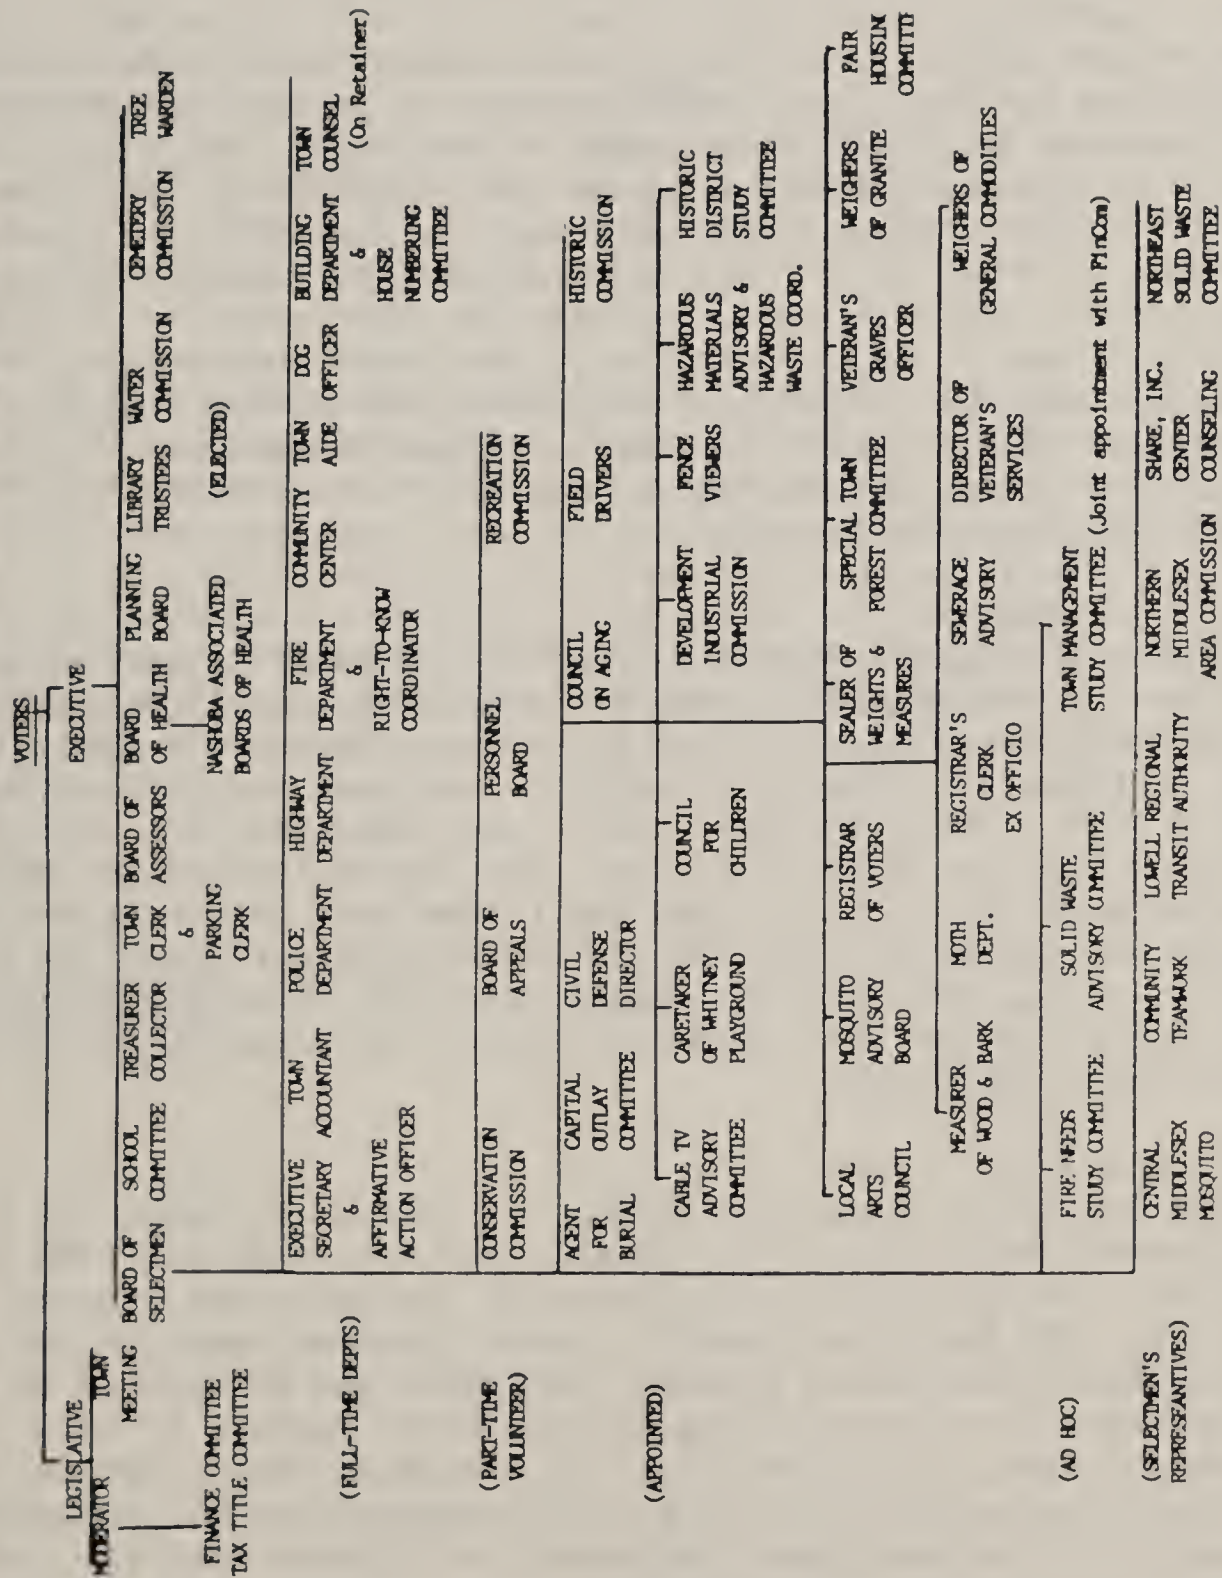 VOTERS
LEGISLATIVE
EXECUTIVE
MODERATOR
TOWN
MEETING
FINANCE COMMITTEE
TAX TITLE COMMITTEE
BOARD OF
SELECTMEN
SCHOOL
COMMITTEE
TREASURER
COLLECTOR
TOWN
CLERK
&
PARKING
CLERK
BOARD OF
ASSESSORS
BOARD
OF HEALTH
NASHOBA ASSOCIATED
BOARDS OF HEALTH
PLANNING
BOARD
LIBRARY
TRUSTEES
WATER
COMMISSION
CEMETERY
COMMISSION
TREE
WARDEN
(ELECTED)
(FULL-TIME DEPTS)
EXECUTIVE
SECRETARY
&
AFFIRMATIVE
ACTION OFFICER
TOWN
ACCOUNTANT
POLICE
DEPARTMENT
HIGHWAY
DEPARTMENT
FIRE
DEPARTMENT
&
RIGHT-TO-KNOW
COORDINATOR
COMMUNITY
CENTER
TOWN
AIDE
DOG
OFFICER
BUILDING
DEPARTMENT
&
HOUSE
NUMBERING
COMMITTEE
TOWN
COUNSEL
(On Retainer)
(PART-TIME
VOLUNTEER)
CONSERVATION
COMMISSION
BOARD OF
APPEALS
PERSONNEL
BOARD
RECREATION
COMMISSION
(APPOINTED)
AGENT
FOR
BURIAL
CAPITAL
OUTLAY
COMMITTEE
CIVIL
DEFENSE
DIRECTOR
COUNCIL
ON AGING
FIELD
DRIVERS
HISTORIC
COMMISSION
CABLE TV
ADVISORY
COMMITTEE
CARETAKER
OF WHITNEY
PLAYGROUND
COUNCIL
FOR
CHILDREN
DEVELOPMENT
INDUSTRIAL
COMMISSION
FENCE
VIEWERS
HAZARDOUS
MATERIALS
ADVISORY &
HAZARDOUS
WASTE COORD.
HISTORIC
DISTRICT
STUDY
COMMITTEE
LOCAL
ARTS
COUNCIL
MOSQUITO
ADVISORY
BOARD
REGISTRAR
OF VOTERS
SEALER OF
WEIGHTS &
MEASURES
SPECIAL TOWN
FOREST COMMITTEE
VETERAN'S
GRAVES
OFFICER
WEIGHERS
OF GRANITE
FAIR
HOUSIN
COMMITTE
MEASURER
OF WOOD & BARK
MOTH
DEPT.
REGISTRAR'S
CLERK
EX OFFICIO
SEWERAGE
ADVISORY
DIRECTOR OF
VETERAN'S
SERVICES
WEIGHERS OF
GENERAL COMMODITIES
(AD HOC)
FIRE NEEDS
STUDY COMMITTEE
SOLID WASTE
ADVISORY COMMITTEE
TOWN MANAGEMENT
STUDY COMMITTEE (Joint appointment with PlnCom)
(SELECTMEN'S
REPRESEANTIVES)
CENTRAL
MIDDLESEX
MOSQUITO
COMMUNITY
TEAMWORK
LOWELL REGIONAL
TRANSIT AUTHORITY
NORTHERN
MIDDLESEX
AREA COMMISSION
SHARE, INC.
CENTER
COUNSELING
NORTHEAST
SOLID WASTE
COMMITTEE